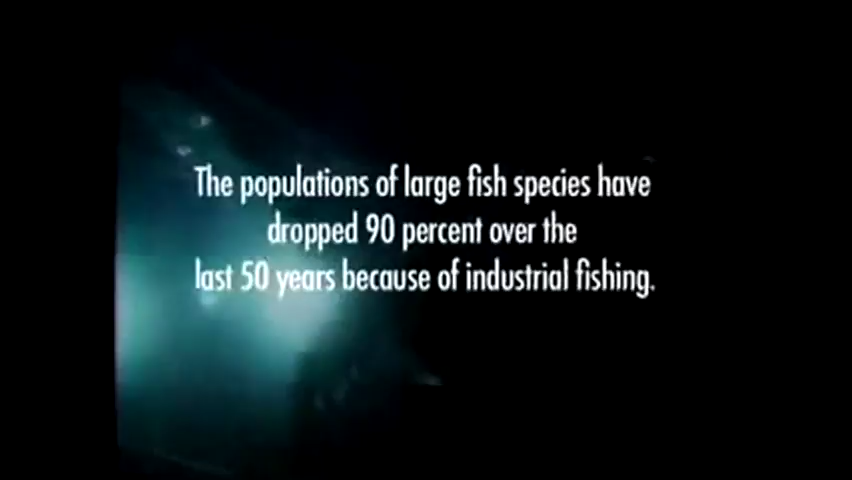 The populations of large fish species have
dropped 90 percent over the
last 50 years because of industrial fishing.